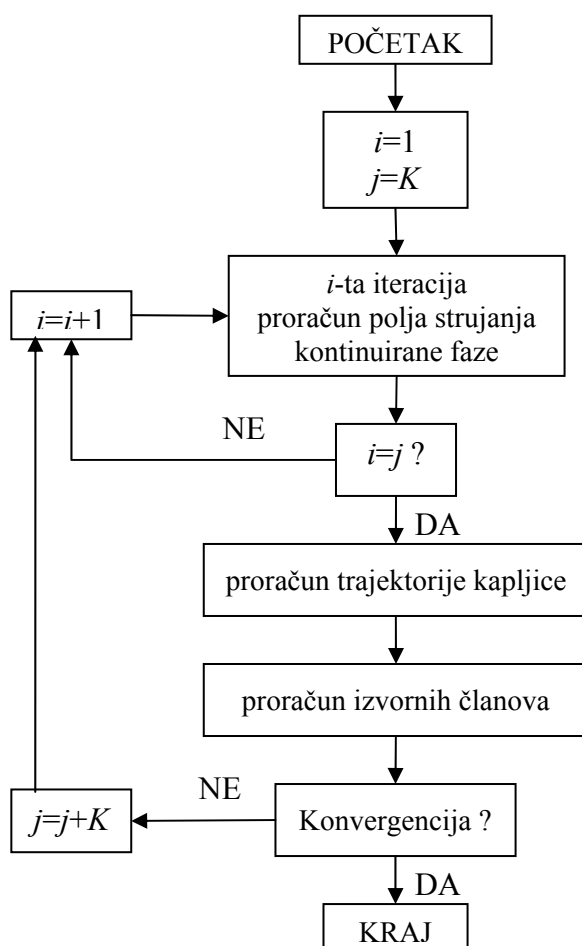 POČETAK
i=1
j=K
i-ta iteracija
proračun polja strujanja
kontinuirane faze
i=i+1
NE
i=j ?
DA
proračun trajektorije kapljice
proračun izvornih članova
NE
j=j+K
Konvergencija ?
DA
KRAJ